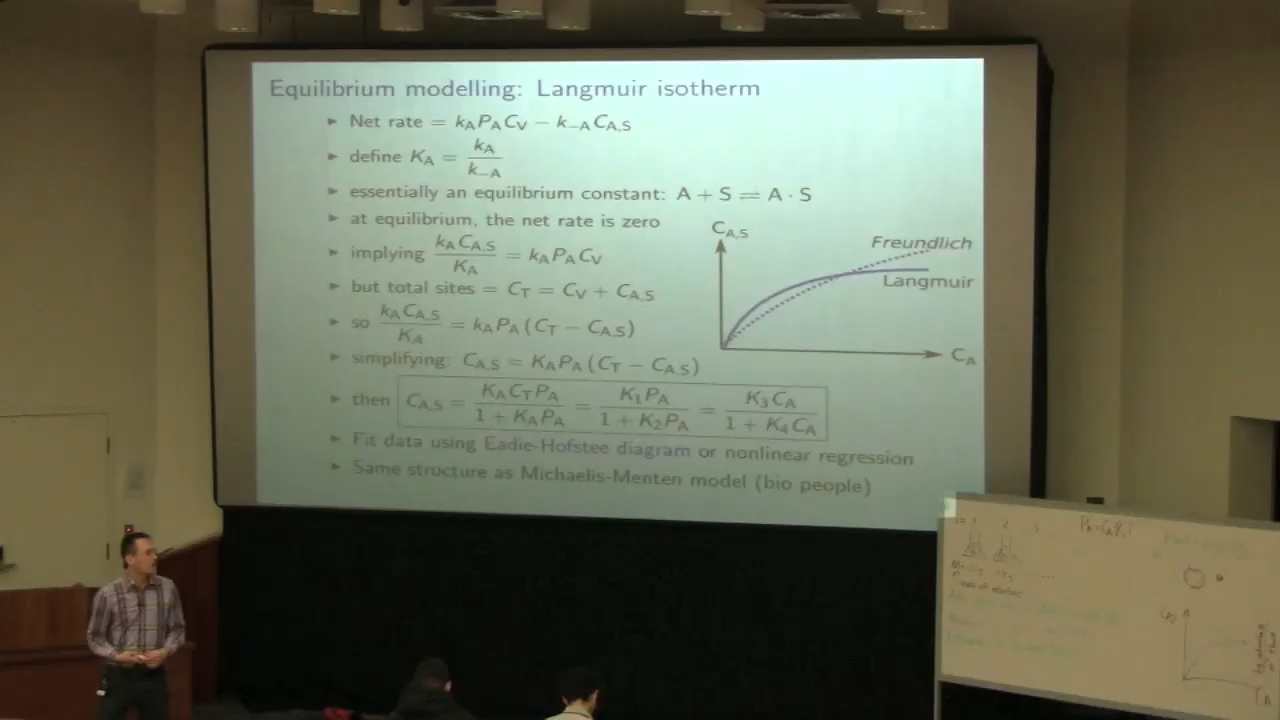 Equilibrium modelling: Langmuir isotherm
▸ Net rate = k_A P_A C_V − k_−A C_A,S
▸ define K_A = k_A / k_−A
▸ essentially an equilibrium constant: A + S ⇌ A · S
▸ at equilibrium, the net rate is zero
▸ implying k_A C_A,S / K_A = k_A P_A C_V
▸ but total sites = C_T = C_V + C_A,S
▸ so k_A C_A,S / K_A = k_A P_A (C_T − C_A,S)
▸ simplifying: C_A,S = K_A P_A (C_T − C_A,S)
▸ then C_A,S = K_A C_T P_A / 1 + K_A P_A = K_1 P_A / 1 + K_2 P_A = K_3 C_A / 1 + K_4 C_A
▸ Fit data using Eadie-Hofstee diagram or nonlinear regression
▸ Same structure as Michaelis-Menten model (bio people)
C_A,S
Freundlich
Langmuir
C_A